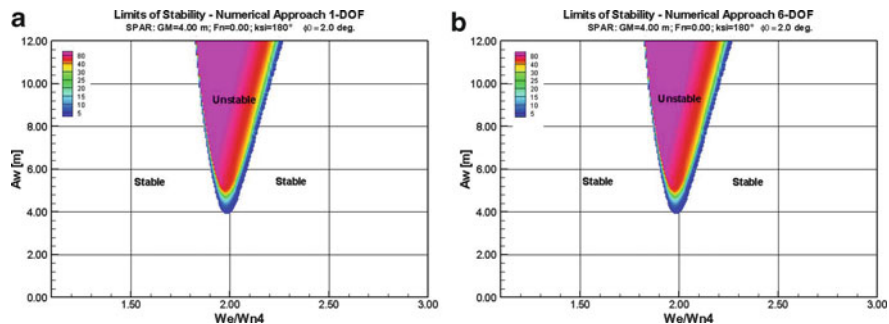 a
Limits of Stability - Numerical Approach 1-DOF
SPAR: GM=4.00 m; Fn=0.00; ksi=180° ϕ0 = 2.0 deg.
12.00
10.00
8.00
6.00
4.00
2.00
0.00
Aw [m]
80
40
30
25
20
15
10
5
Unstable
Stable
Stable
1.50
2.00
2.50
3.00
We/Wn4
b
Limits of Stability - Numerical Approach 6-DOF
SPAR: GM=4.00 m; Fn=0.00; ksi=180° ϕ0 = 2.0 deg.
12.00
10.00
8.00
6.00
4.00
2.00
0.00
Aw [m]
80
40
30
25
20
15
10
5
Unstable
Stable
Stable
1.50
2.00
2.50
3.00
We/Wn4